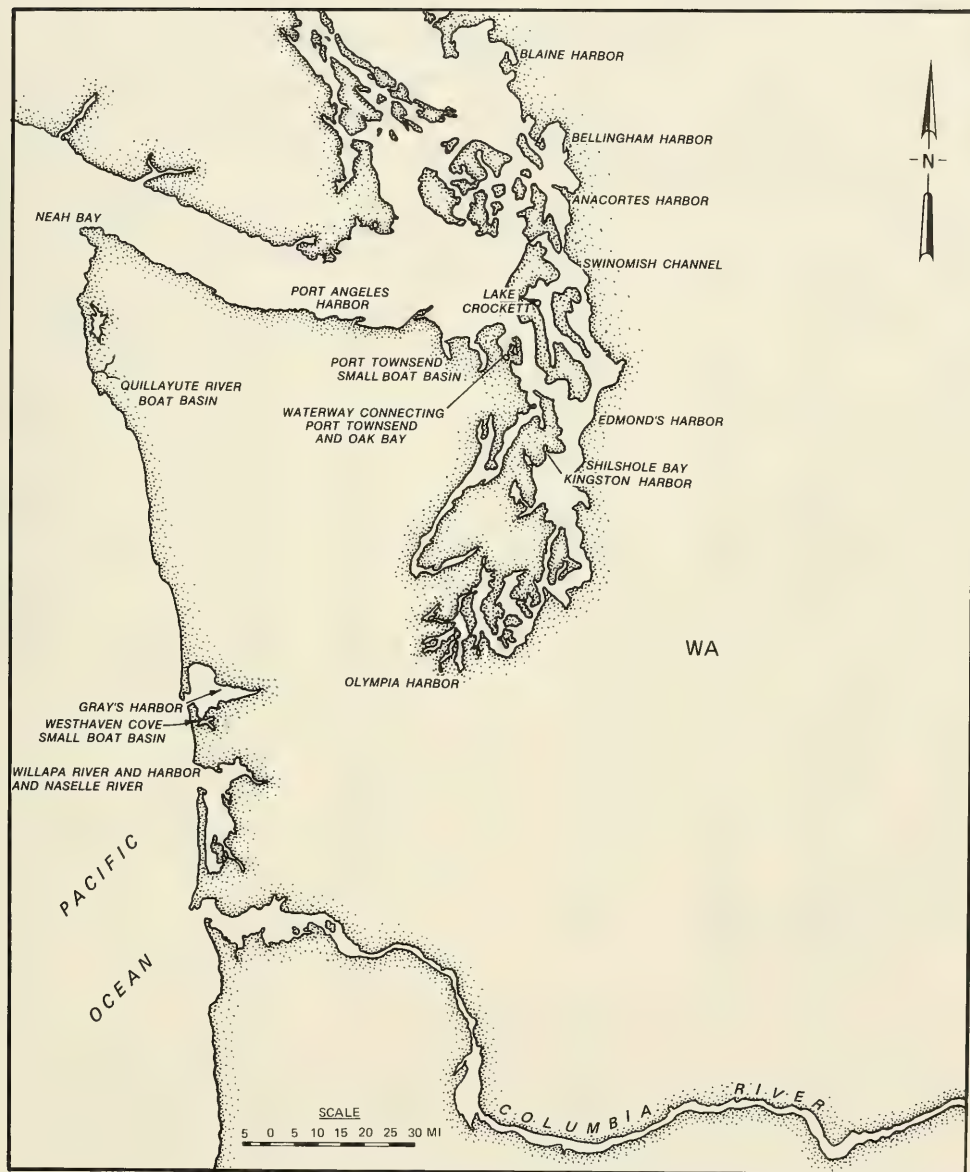 BLAINE HARBOR
BELLINGHAM HARBOR
-N-
ANACORTES HARBOR
NEAH BAY
SWINOMISH CHANNEL
PORT ANGELES
HARBOR
LAKE
CROCKETT
PORT TOWNSEND
SMALL BOAT BASIN
QUILLAYUTE RIVER
BOAT BASIN
WATERWAY CONNECTING
PORT TOWNSEND
AND OAK BAY
EDMOND'S HARBOR
SHILSHOLE BAY
KINGSTON HARBOR
WA
OLYMPIA HARBOR
GRAY'S HARBOR
WESTHAVEN COVE
SMALL BOAT BASIN
WILLAPA RIVER AND HARBOR
AND NASELLE RIVER
PACIFIC
OCEAN
COLUMBIA RIVER
SCALE
5 0 5 10 15 20 25 30 MI